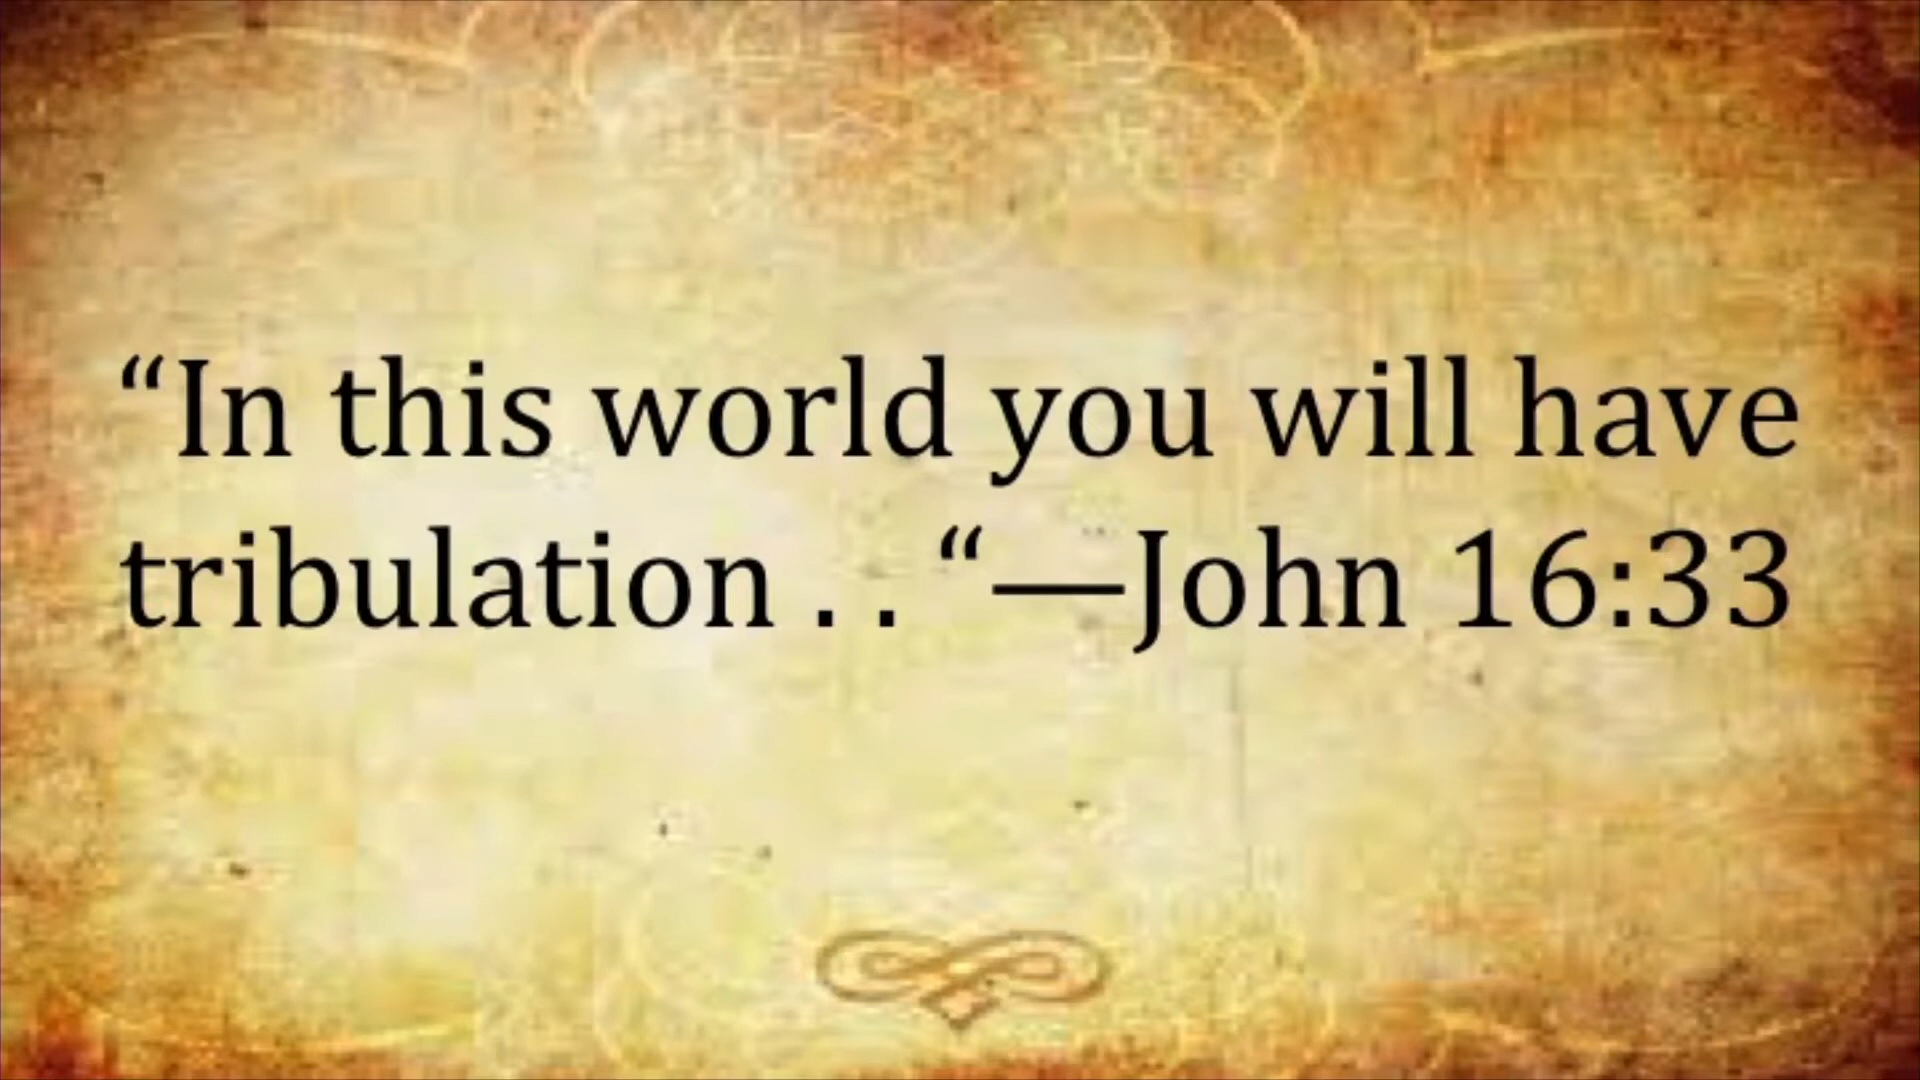 “In this world you will have
tribulation . . “—John 16:33